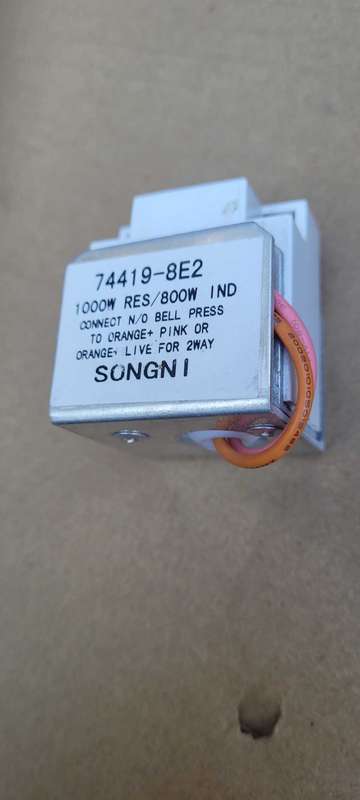 74419-8E2
1000W RES/800W IND
CONNECT N/O BELL PRESS
TO ORANGE+ PINK OR
ORANGE+ LIVE FOR 2WAY
SONGNI